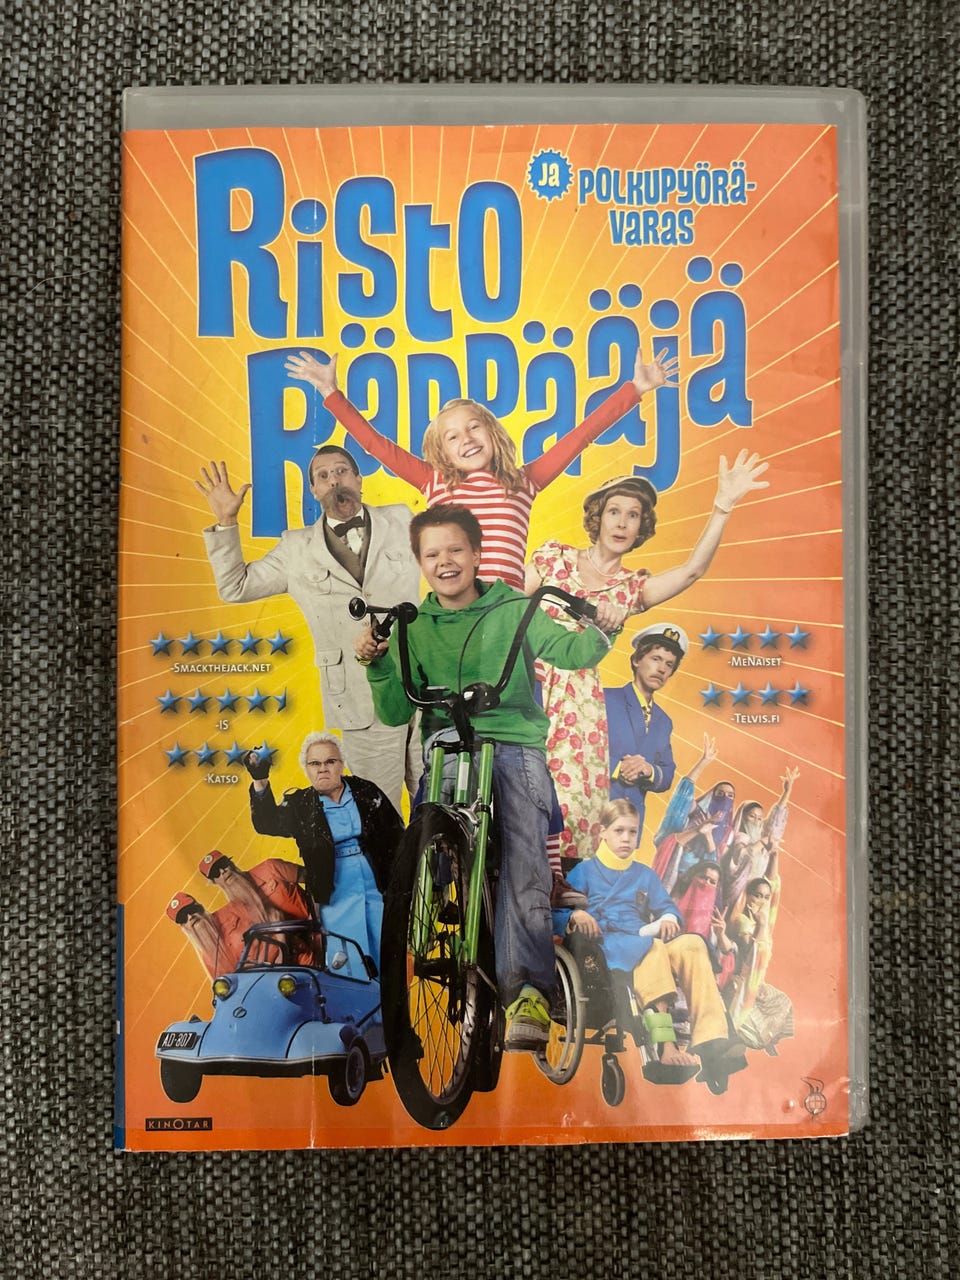 Risto
ja
POLKUPYÖRÄ-
VARAS
Räppääjä
-SMACKTHEJACK.NET
-IS
-KATSO
-MENAISET
-TELVIS.FI
AD-807
KINOTAR